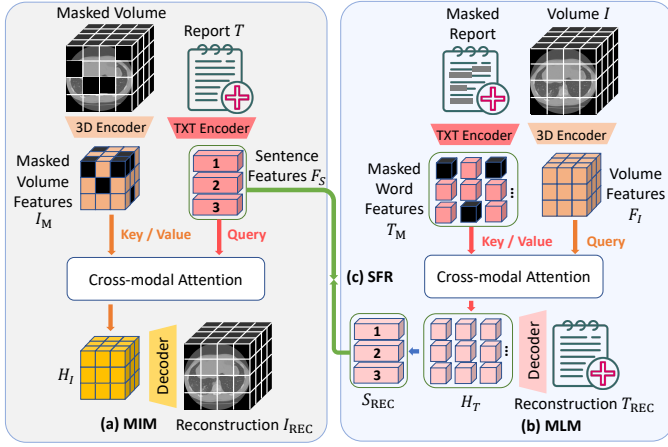 Masked Volume
Report T
3D Encoder
TXT Encoder
Masked
Volume
Features
I_M
1
2
3
Sentence
Features F_S
Key / Value
Query
Cross-modal Attention
H_I
Decoder
Reconstruction I_REC
(a) MIM
(c) SFR
Masked
Report
Volume I
TXT Encoder
3D Encoder
Masked
Word
Features
T_M
Volume
Features
F_I
Key / Value
Query
Cross-modal Attention
1
2
3
S_REC
H_T
Decoder
Reconstruction T_REC
(b) MLM